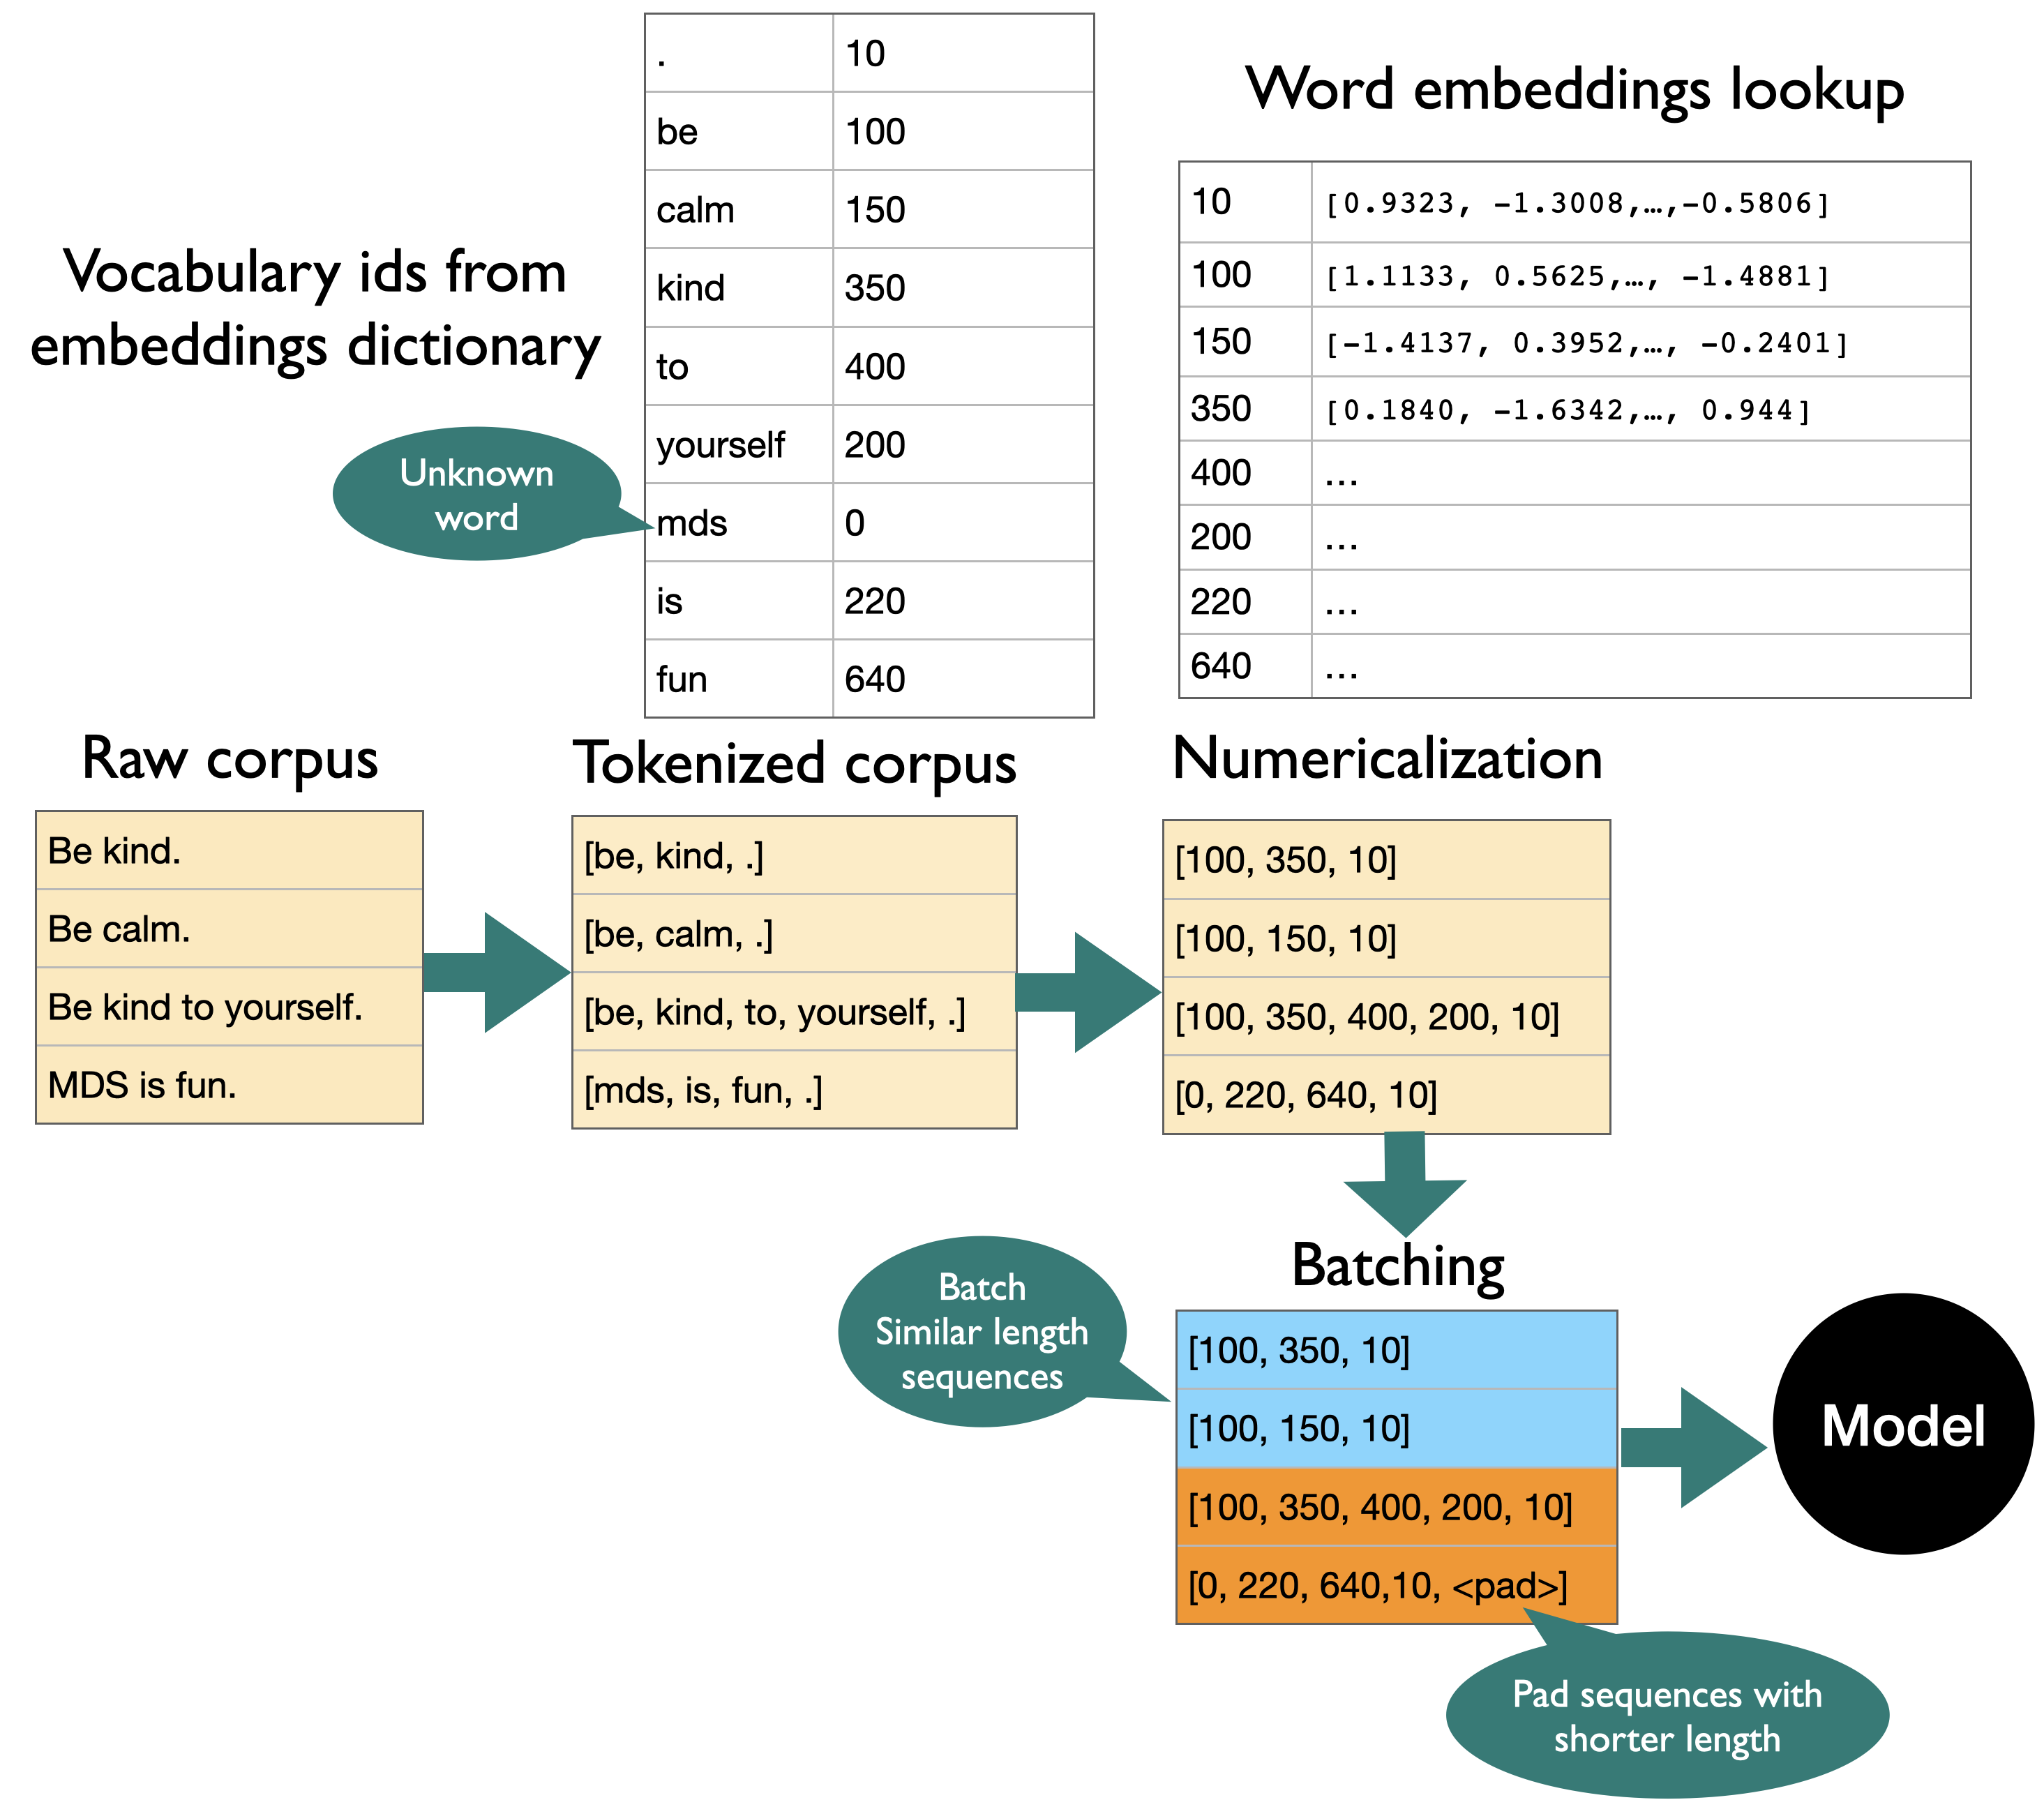 . 10
be 100
calm 150
kind 350
to 400
yourself 200
mds 0
is 220
fun 640
Vocabulary ids from
embeddings dictionary
Unknown
word
Word embeddings lookup
10 [0.9323, -1.3008,…,-0.5806]
100 [1.1133, 0.5625,…, -1.4881]
150 [-1.4137, 0.3952,…, -0.2401]
350 [0.1840, -1.6342,…, 0.944]
400 …
200 …
220 …
640 …
Raw corpus
Be kind.
Be calm.
Be kind to yourself.
MDS is fun.
Tokenized corpus
[be, kind, .]
[be, calm, .]
[be, kind, to, yourself, .]
[mds, is, fun, .]
Numericalization
[100, 350, 10]
[100, 150, 10]
[100, 350, 400, 200, 10]
[0, 220, 640, 10]
Batch
Similar length
sequences
Batching
[100, 350, 10]
[100, 150, 10]
[100, 350, 400, 200, 10]
[0, 220, 640,10, <pad>]
Model
Pad sequences with
shorter length